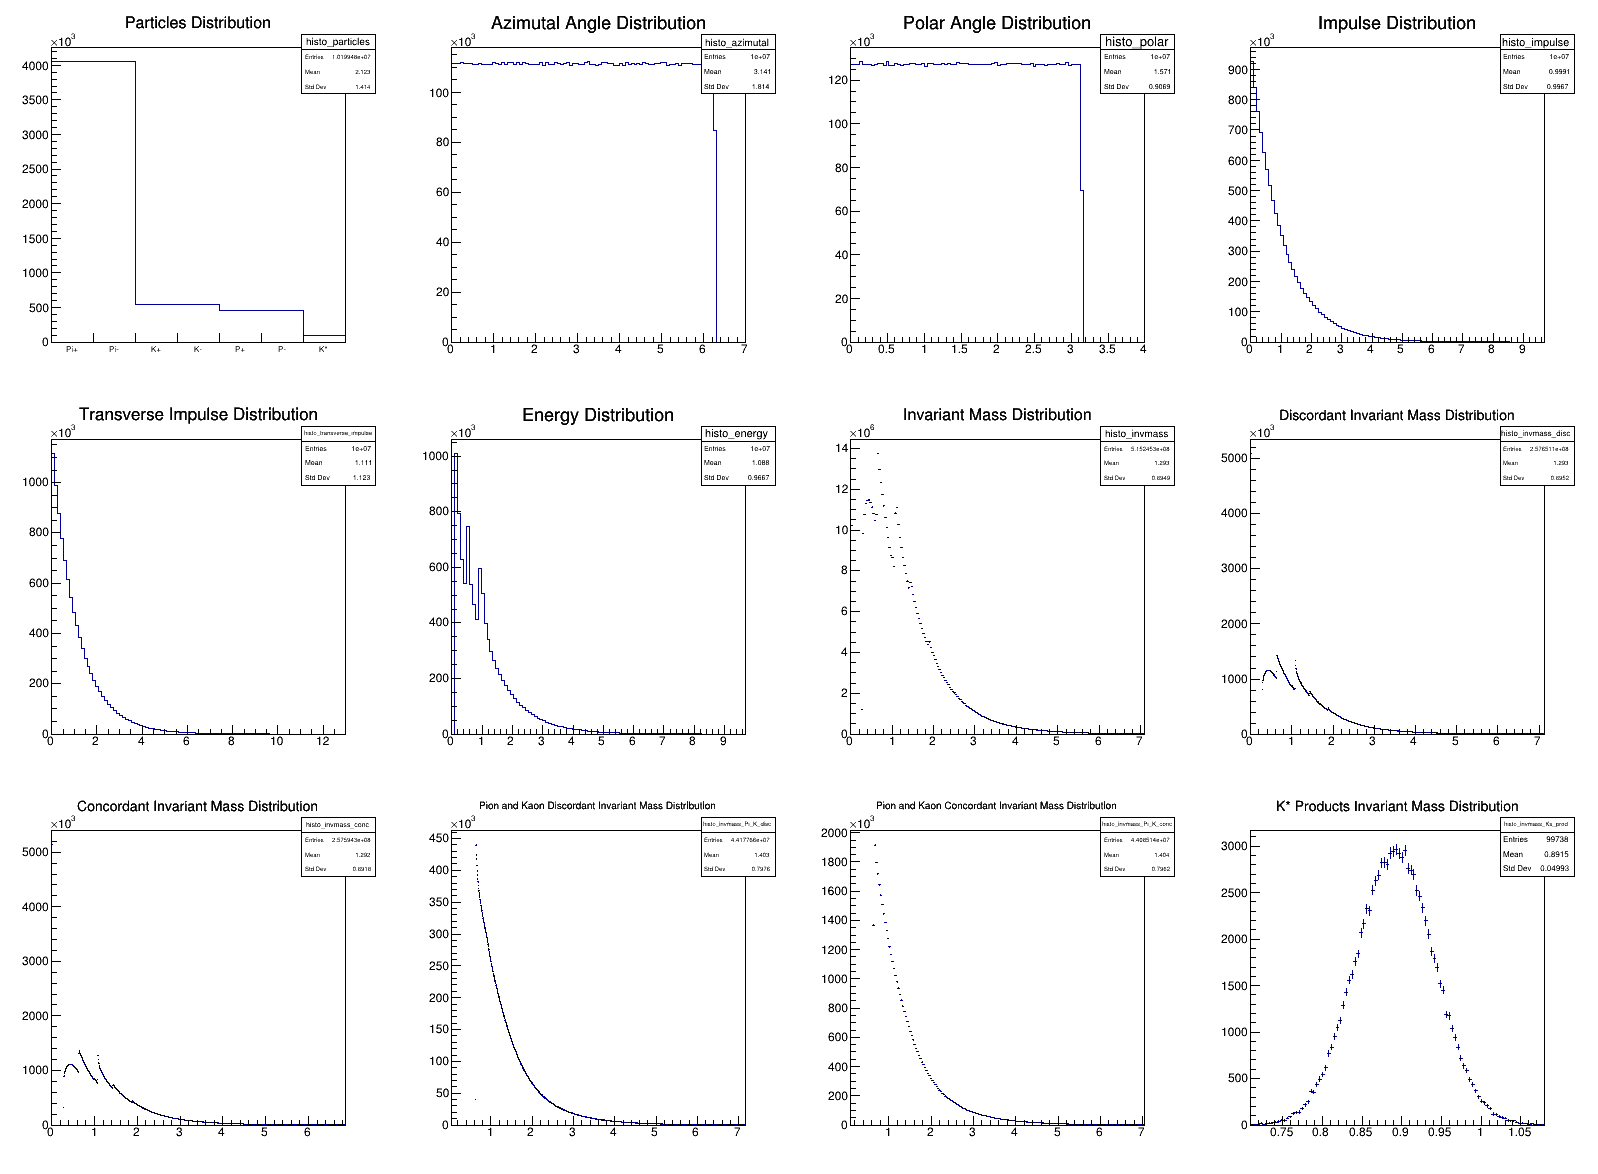 Particles Distribution
×10³
histo_particles
Entries 1.019946e+07
Mean 2.123
Std Dev 1.414
4000
3500
3000
2500
2000
1500
1000
500
0
Pi+ Pi- K+ K- P+ P- K*
Azimutal Angle Distribution
×10³
histo_azimutal
Entries 1e+07
Mean 3.141
Std Dev 1.814
100
80
60
40
20
0
0 1 2 3 4 5 6 7
Polar Angle Distribution
×10³
histo_polar
Entries 1e+07
Mean 1.571
Std Dev 0.9069
120
100
80
60
40
20
0
0 0.5 1 1.5 2 2.5 3 3.5 4
Impulse Distribution
×10³
histo_impulse
Entries 1e+07
Mean 0.9991
Std Dev 0.9967
900
800
700
600
500
400
300
200
100
0
0 1 2 3 4 5 6 7 8 9
Transverse Impulse Distribution
×10³
histo_transverse_impulse
Entries 1e+07
Mean 1.111
Std Dev 1.123
1000
800
600
400
200
0
0 2 4 6 8 10 12
Energy Distribution
×10³
histo_energy
Entries 1e+07
Mean 1.088
Std Dev 0.9667
1000
800
600
400
200
0
0 1 2 3 4 5 6 7 8 9
Invariant Mass Distribution
×10⁶
histo_invmass
Entries 5.152453e+08
Mean 1.293
Std Dev 0.6949
14
12
10
8
6
4
2
0
0 1 2 3 4 5 6 7
Discordant Invariant Mass Distribution
×10³
histo_invmass_disc
Entries 2.576511e+08
Mean 1.293
Std Dev 0.6952
5000
4000
3000
2000
1000
0
0 1 2 3 4 5 6 7
Concordant Invariant Mass Distribution
×10³
histo_invmass_conc
Entries 2.575943e+08
Mean 1.292
Std Dev 0.6918
5000
4000
3000
2000
1000
0
0 1 2 3 4 5 6
Pion and Kaon Discordant Invariant Mass Distribution
×10³
histo_invmass_Pi_K_disc
Entries 4.417768e+07
Mean 1.403
Std Dev 0.7976
450
400
350
300
250
200
150
100
50
0
1 2 3 4 5 6 7
Pion and Kaon Concordant Invariant Mass Distribution
×10³
histo_invmass_Pi_K_conc
Mean 1.404
Std Dev 0.7962
2000
1800
1600
1400
1200
1000
800
600
400
200
0
1 2 3 4 5 6 7
K* Products Invariant Mass Distribution
histo_invmass_Ks_prod
Entries 99738
Mean 0.8915
Std Dev 0.04993
3000
2500
2000
1500
1000
500
0
0.75 0.8 0.85 0.9 0.95 1 1.05